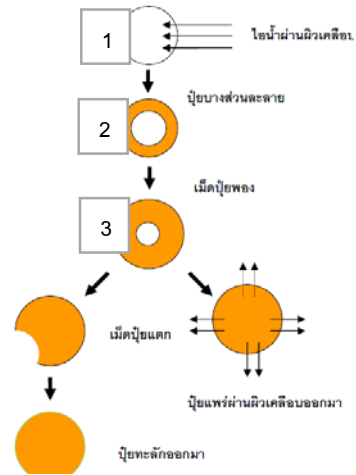 1
ไอน้ำผ่านผิวเคลือบ
ปุ๋ยบางส่วนละลาย
2
เม็ดปุ๋ยพอง
3
เม็ดปุ๋ยแตก
ปุ๋ยแพร่ผ่านผิวเคลือบออกมา
ปุ๋ยทะลักออกมา